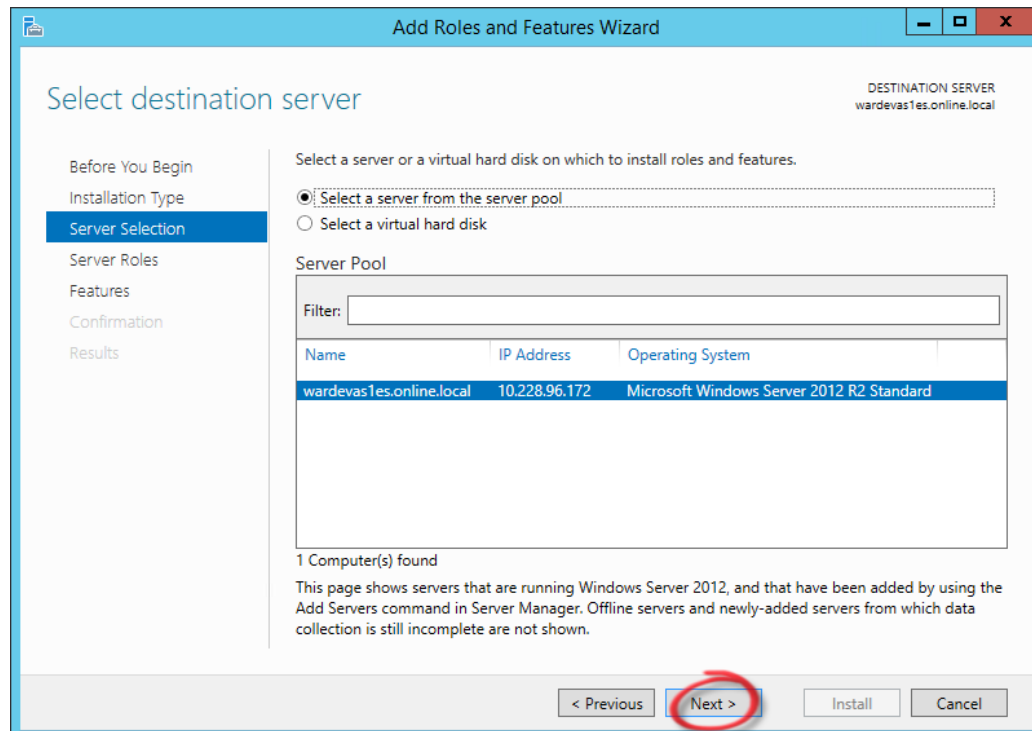 Add Roles and Features Wizard
Select destination server
DESTINATION SERVER
wardevas1es.online.local
Before You Begin
Installation Type
Server Selection
Server Roles
Features
Confirmation
Results
Select a server or a virtual hard disk on which to install roles and features.
Select a server from the server pool
Select a virtual hard disk
Server Pool
Filter:
Name IP Address Operating System
wardevas1es.online.local 10.228.96.172 Microsoft Windows Server 2012 R2 Standard
1 Computer(s) found
This page shows servers that are running Windows Server 2012, and that have been added by using the
Add Servers command in Server Manager. Offline servers and newly-added servers from which data
collection is still incomplete are not shown.
< Previous Next > Install Cancel